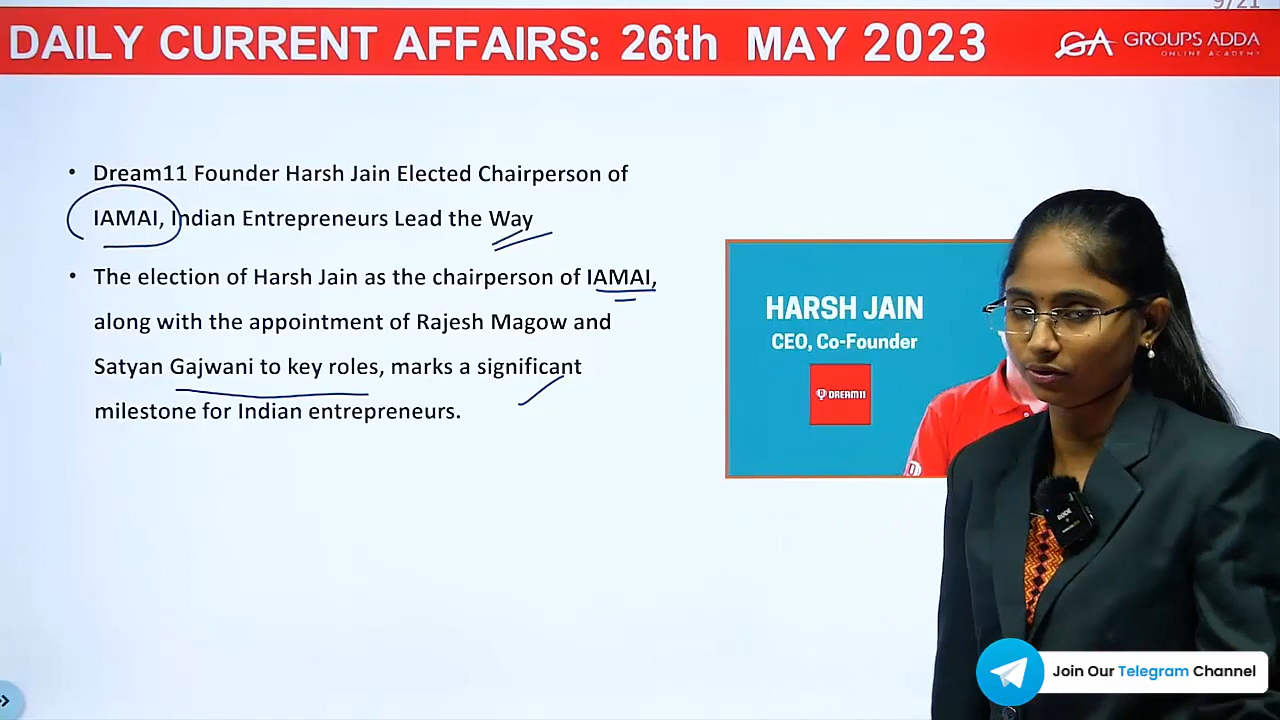 9/21
DAILY CURRENT AFFAIRS: 26th MAY 2023
GROUPS ADDA
ONLINE ACADEMY
• Dream11 Founder Harsh Jain Elected Chairperson of
IAMAI, Indian Entrepreneurs Lead the Way
• The election of Harsh Jain as the chairperson of IAMAI,
along with the appointment of Rajesh Magow and
Satyan Gajwani to key roles, marks a significant
milestone for Indian entrepreneurs.
HARSH JAIN
CEO, Co-Founder
DREAM11
RODE
Join Our Telegram Channel